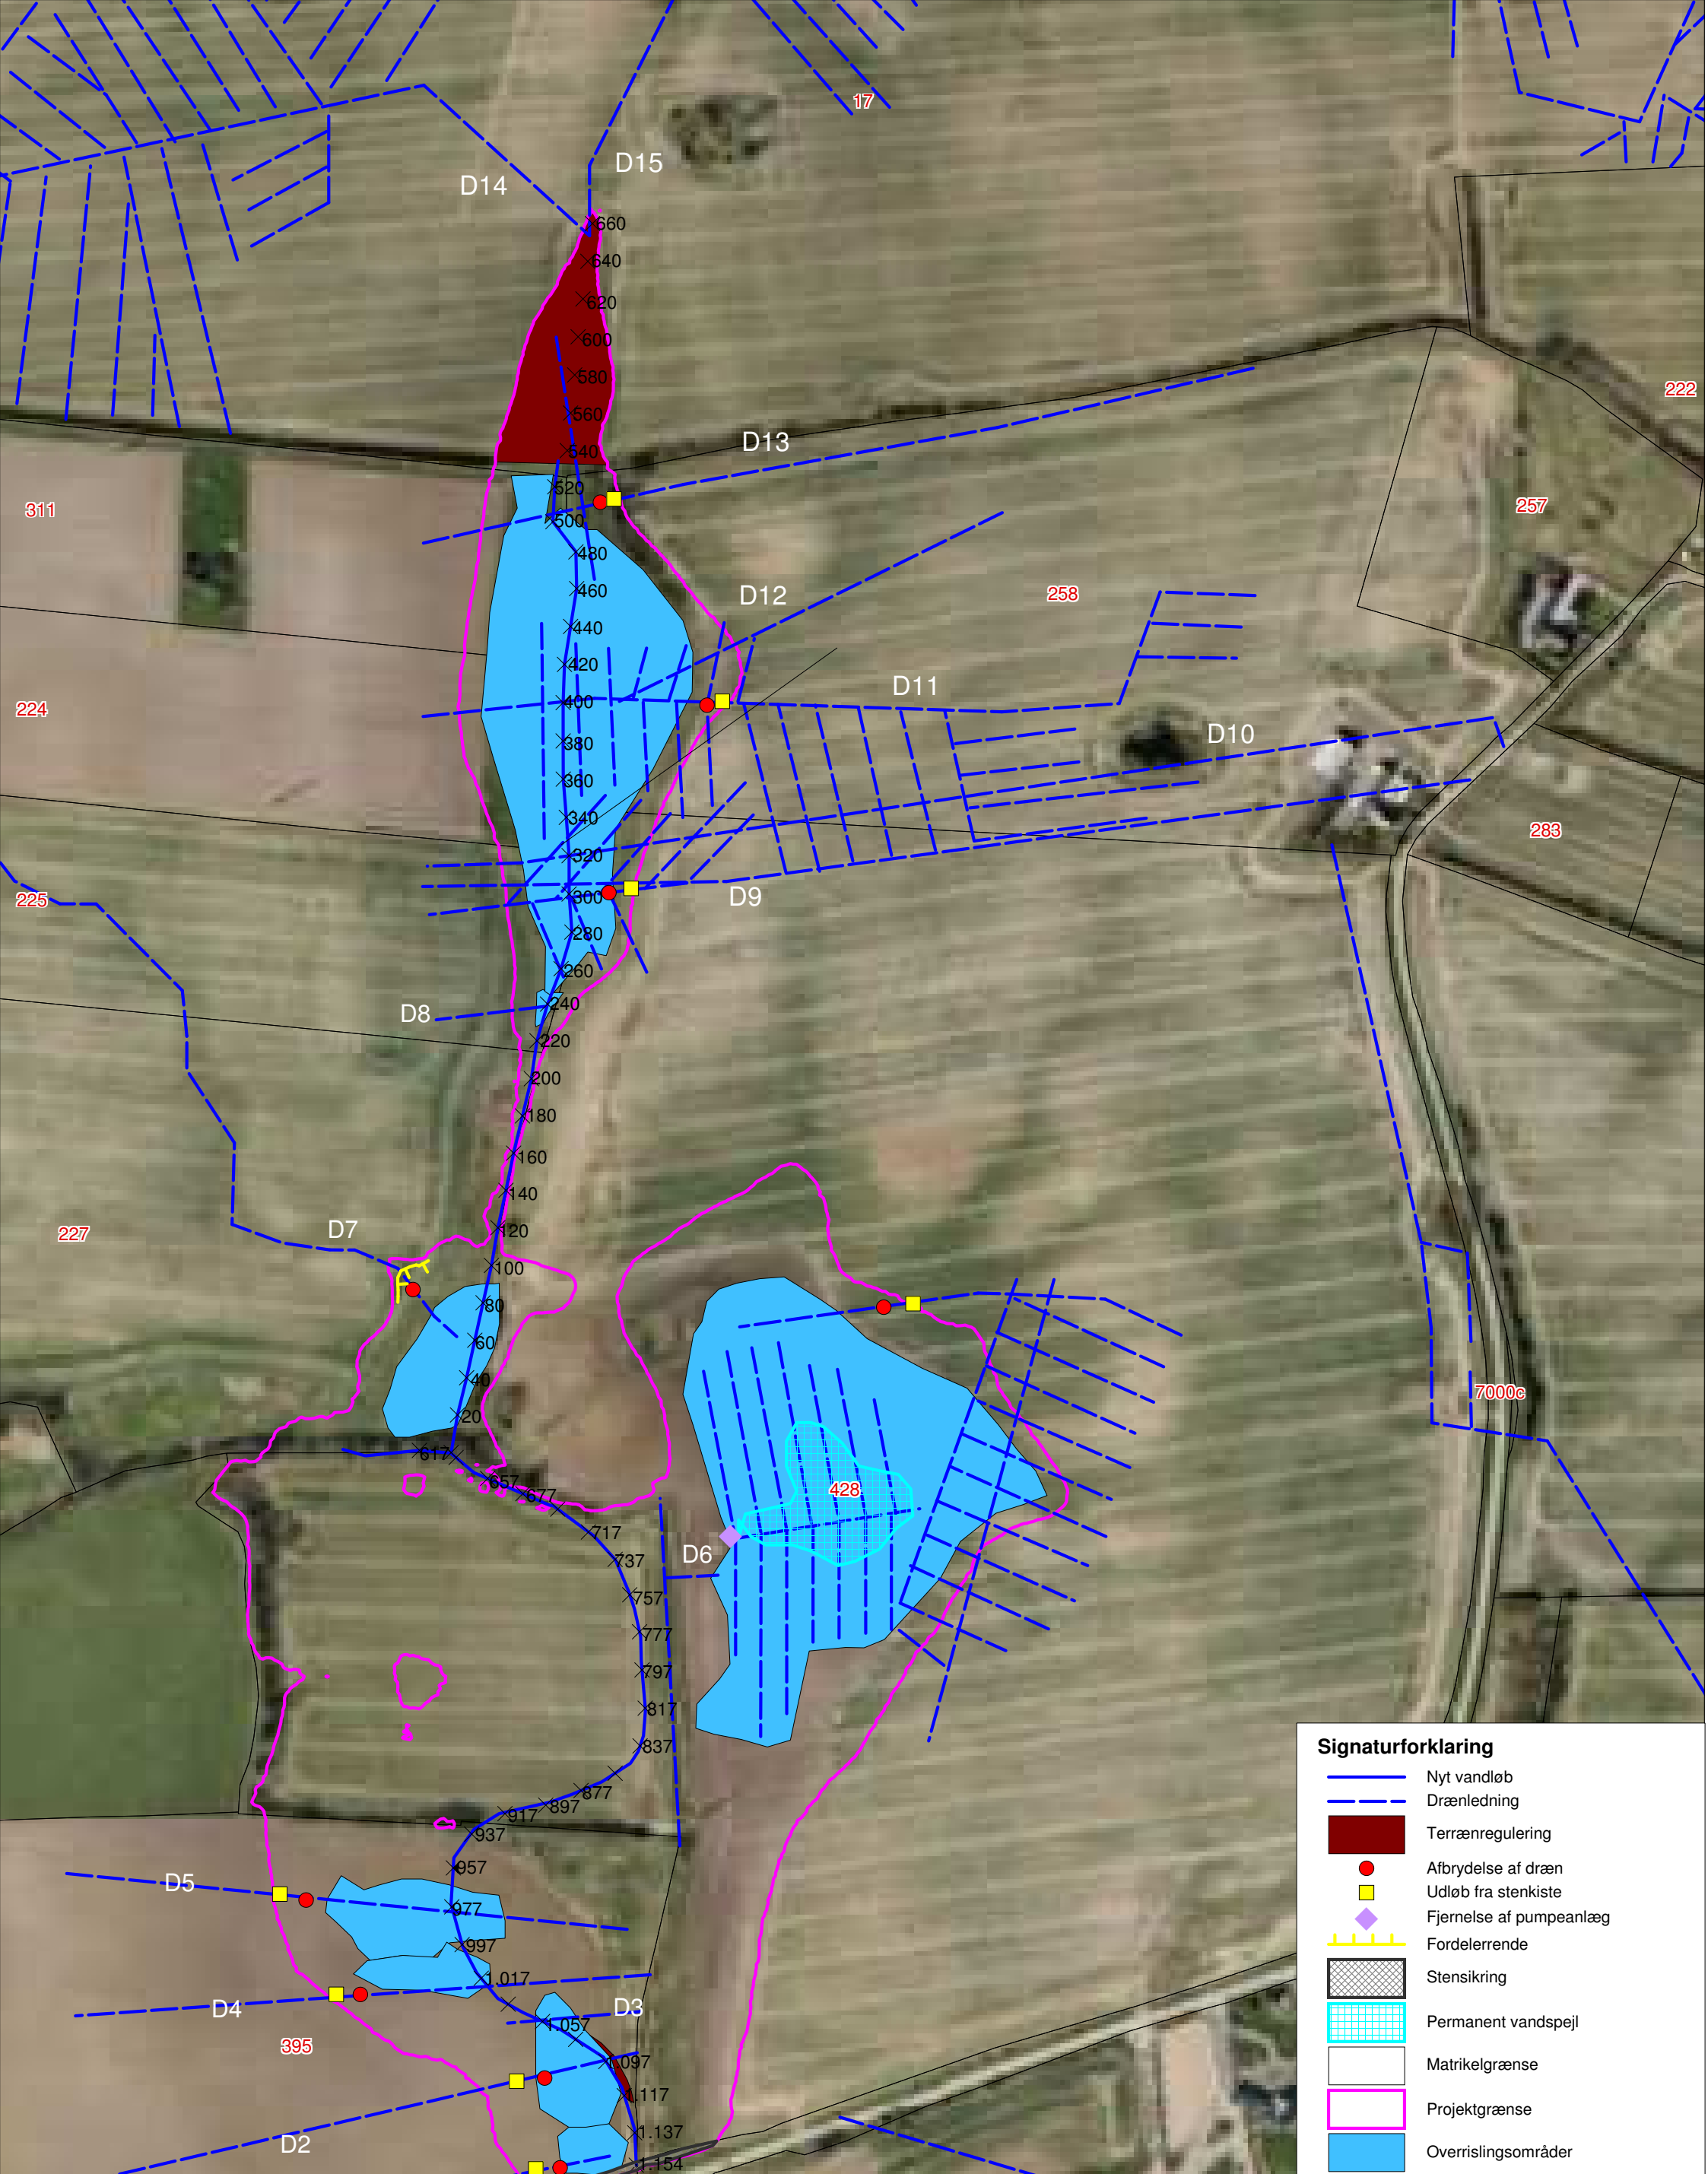 17
D15
D14
660
640
620
600
580
560
540
520
500
480
460
440
420
400
380
360
340
320
300
280
260
240
220
200
180
160
140
120
100
80
60
40
20
222
D13
311
257
D12
258
D11
224
D10
283
225
D9
D8
D7
227
7000c
617
657
677
428
717
737
D6
757
777
797
817
837
877
897
917
937
957
D5
977
997
1.017
D4
D3
1.057
395
1.097
1.117
1.137
D2
1.154
Signaturforklaring
Nyt vandløb
Drænledning
Terrænregulering
Afbrydelse af dræn
Udløb fra stenkiste
Fjernelse af pumpeanlæg
Fordelerrende
Stensikring
Permanent vandspejl
Matrikelgrænse
Projektgrænse
Overrislingsområder